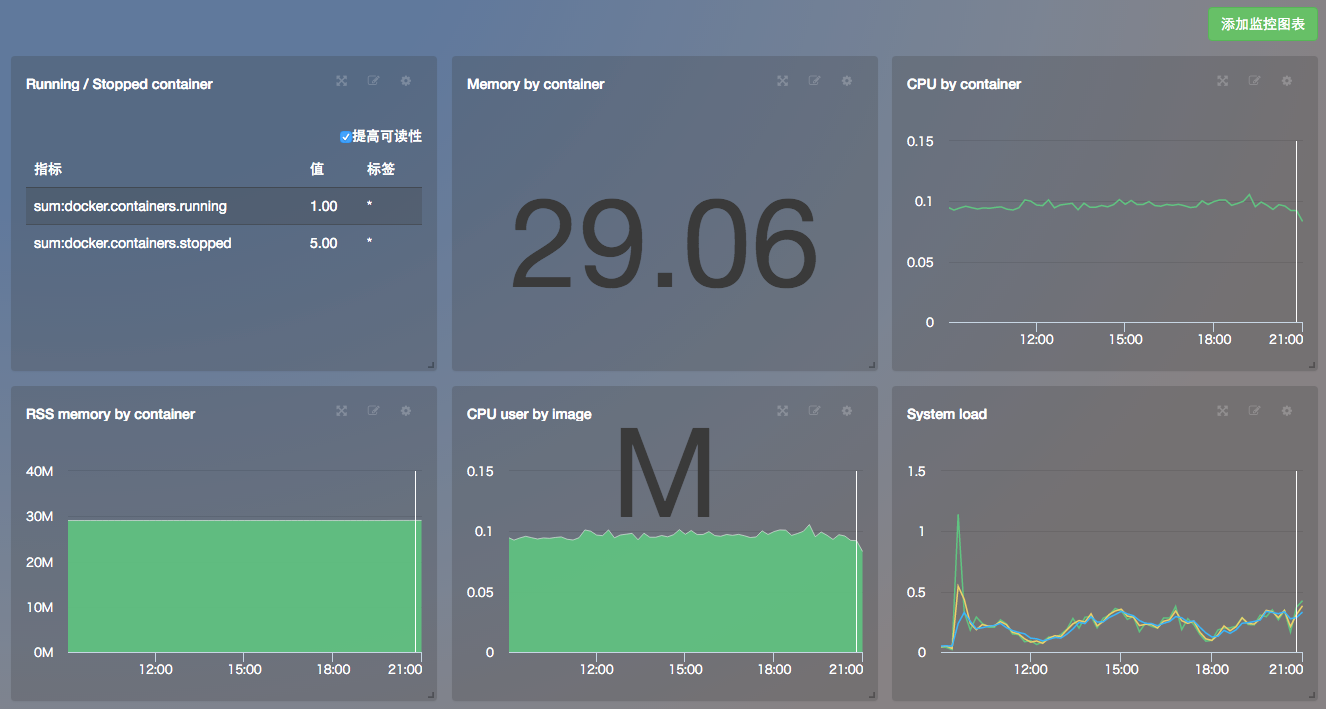 添加监控图表
Running / Stopped container
提高可读性
指标 值 标签
sum:docker.containers.running 1.00 *
sum:docker.containers.stopped 5.00 *
Memory by container
29.06
M
CPU by container
0.15
0.1
0.05
0
12:00 15:00 18:00 21:00
RSS memory by container
40M
30M
20M
10M
0M
12:00 15:00 18:00 21:00
CPU user by image
0.15
0.1
0.05
0
12:00 15:00 18:00 21:00
System load
1.5
1
0.5
0
12:00 15:00 18:00 21:00